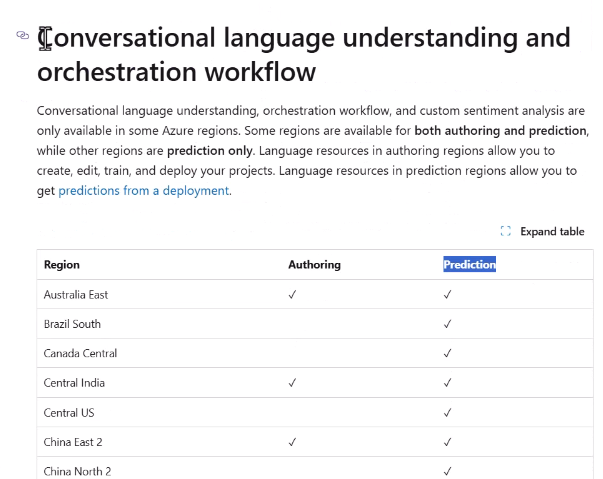 Conversational language understanding and
orchestration workflow
Conversational language understanding, orchestration workflow, and custom sentiment analysis are
only available in some Azure regions. Some regions are available for both authoring and prediction,
while other regions are prediction only. Language resources in authoring regions allow you to
create, edit, train, and deploy your projects. Language resources in prediction regions allow you to
get predictions from a deployment.
Expand table
Region Authoring Prediction
Australia East ✓ ✓
Brazil South ✓
Canada Central ✓
Central India ✓ ✓
Central US ✓
China East 2 ✓ ✓
China North 2 ✓